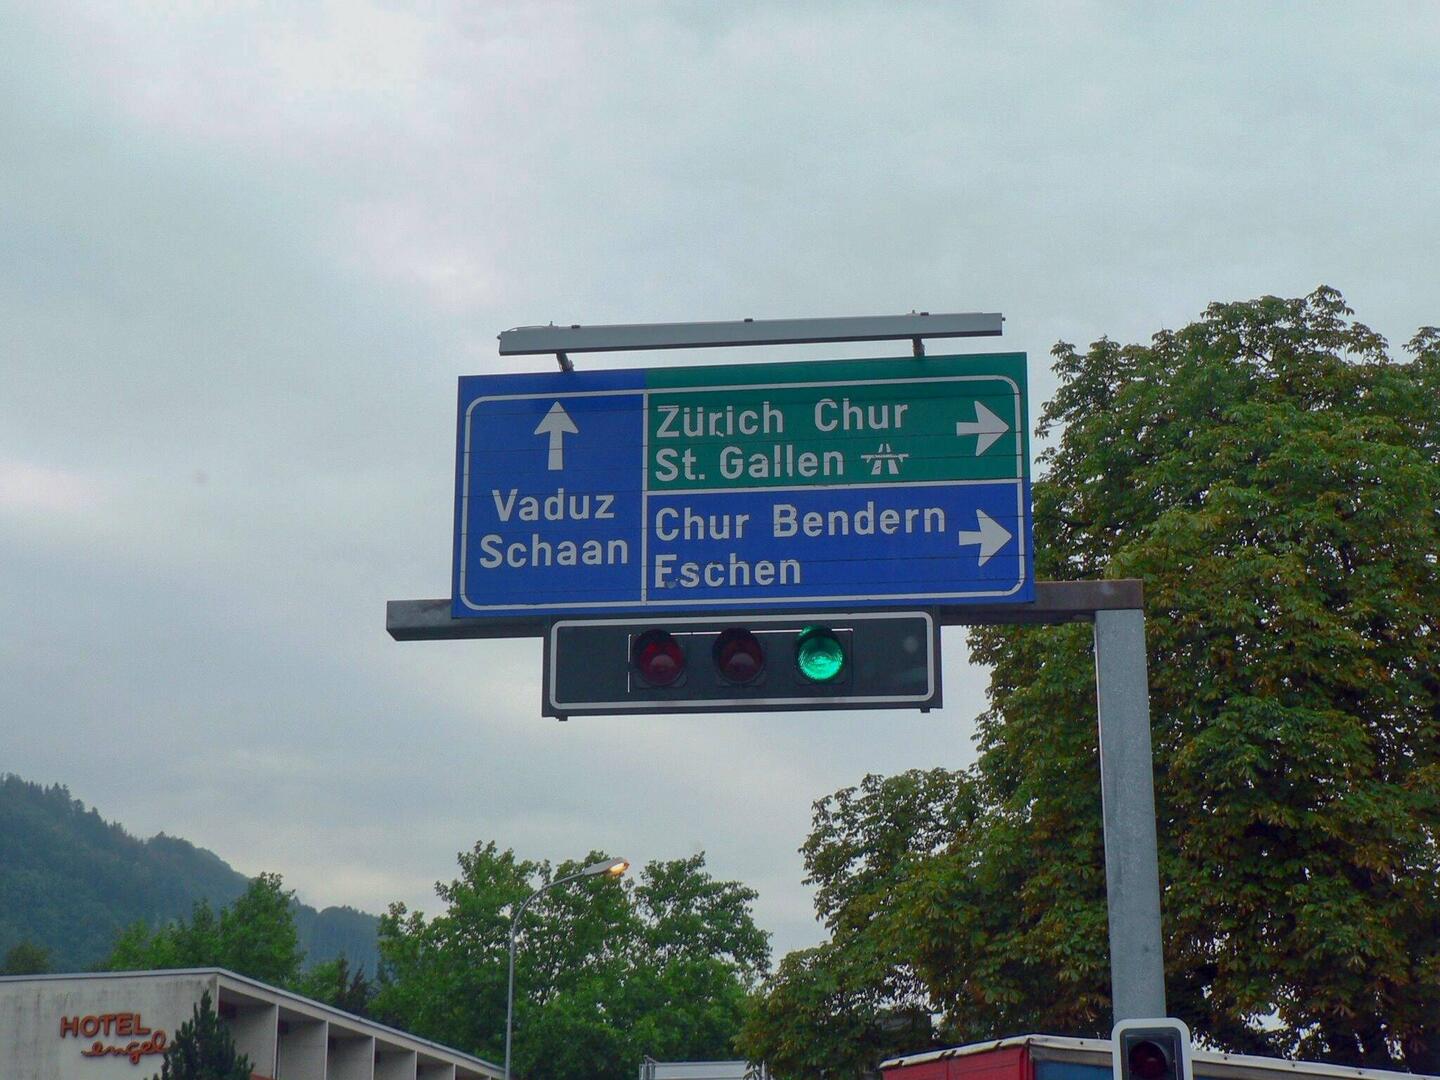 Vaduz
Schaan
Zürich Chur
St. Gallen
Chur Bendern
Eschen
HOTEL
engel